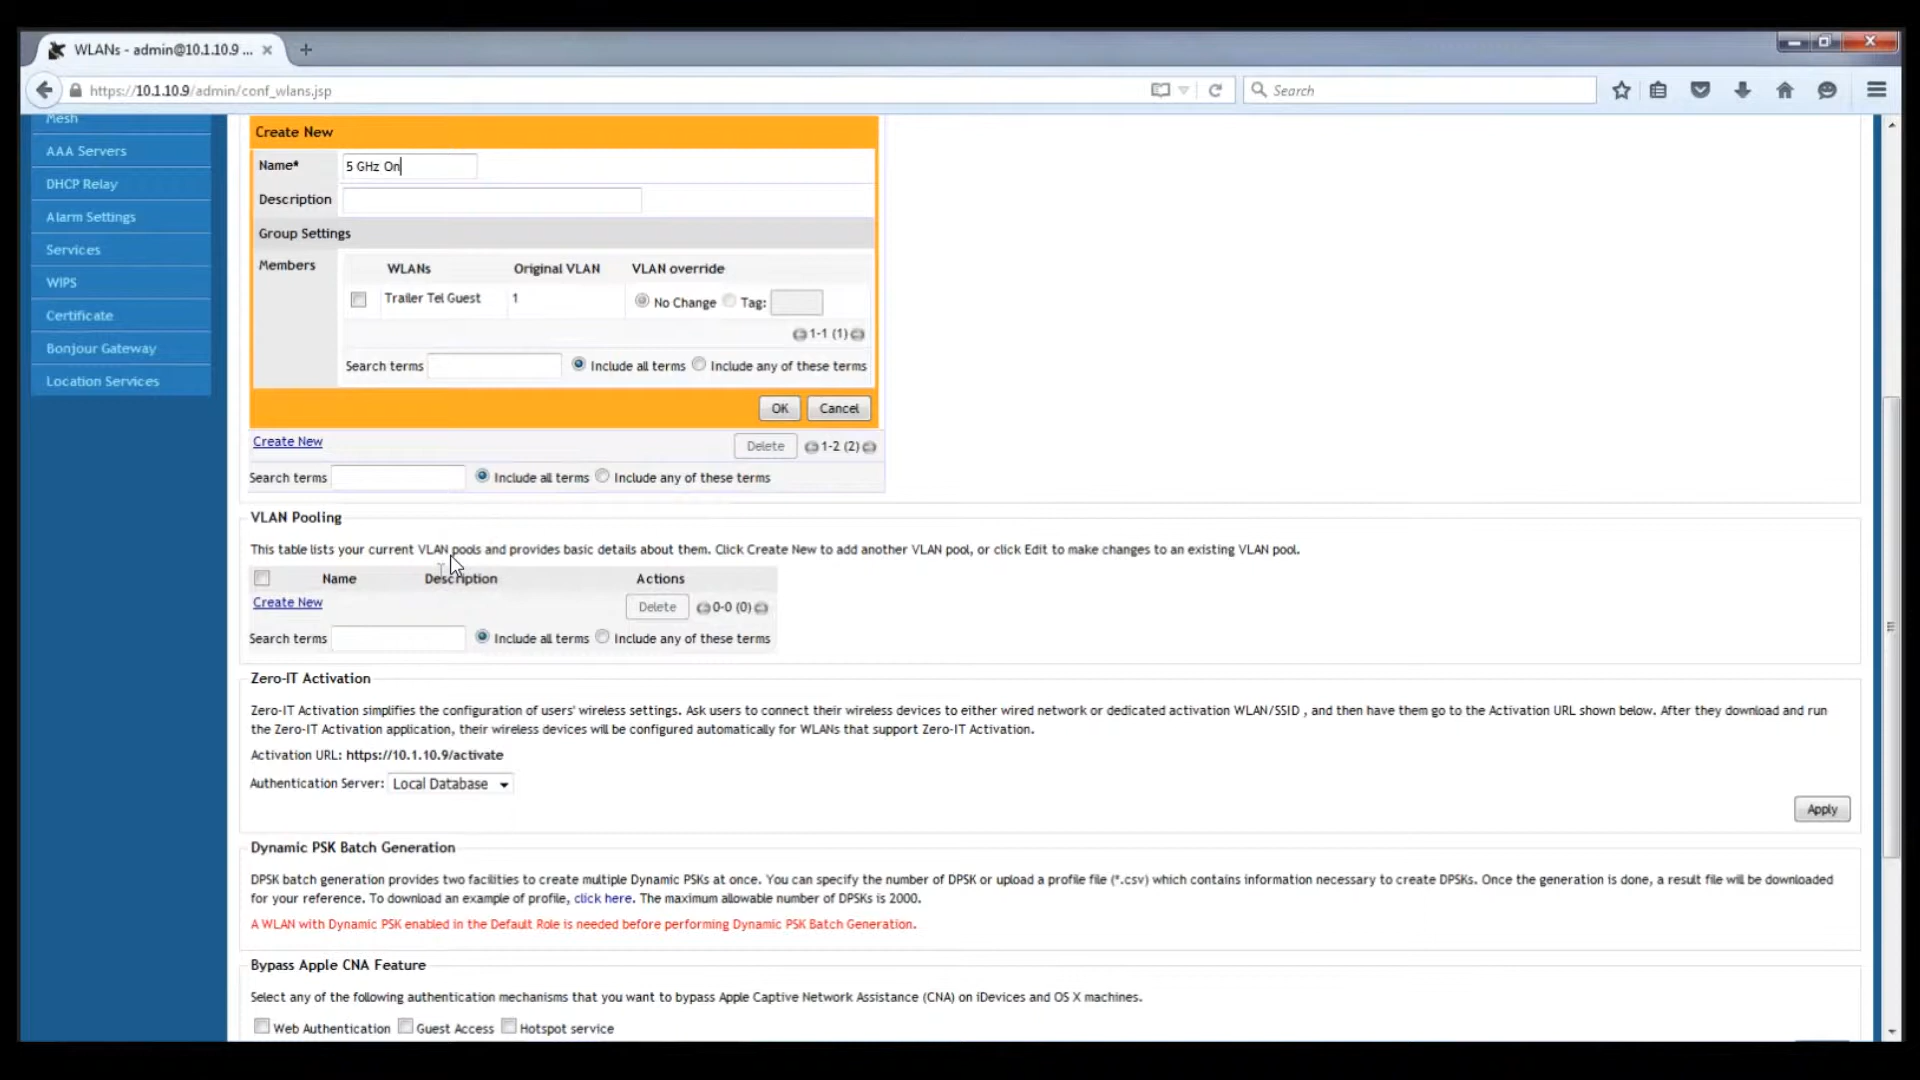 WLANs - admin@10.1.10.9 ...
https://10.1.10.9/admin/conf_wlans.jsp
Search
Mesh
AAA Servers
DHCP Relay
Alarm Settings
Services
WIPS
Certificate
Bonjour Gateway
Location Services
Create New
Name* 5 GHz On
Description
Group Settings
Members WLANs Original VLAN VLAN override
Trailer Tel Guest 1 No Change Tag:
1-1 (1)
Search terms Include all terms Include any of these terms
OK Cancel
Create New Delete 1-2 (2)
Search terms Include all terms Include any of these terms
VLAN Pooling
This table lists your current VLAN pools and provides basic details about them. Click Create New to add another VLAN pool, or click Edit to make changes to an existing VLAN pool.
Name Description Actions
Create New Delete 0-0 (0)
Search terms Include all terms Include any of these terms
Zero-IT Activation
Zero-IT Activation simplifies the configuration of users' wireless settings. Ask users to connect their wireless devices to either wired network or dedicated activation WLAN/SSID , and then have them go to the Activation URL shown below. After they download and run
the Zero-IT Activation application, their wireless devices will be configured automatically for WLANs that support Zero-IT Activation.
Activation URL: https://10.1.10.9/activate
Authentication Server: Local Database
Apply
Dynamic PSK Batch Generation
DPSK batch generation provides two facilities to create multiple Dynamic PSKs at once. You can specify the number of DPSK or upload a profile file (*.csv) which contains information necessary to create DPSKs. Once the generation is done, a result file will be downloaded
for your reference. To download an example of profile, click here. The maximum allowable number of DPSKs is 2000.
A WLAN with Dynamic PSK enabled in the Default Role is needed before performing Dynamic PSK Batch Generation.
Bypass Apple CNA Feature
Select any of the following authentication mechanisms that you want to bypass Apple Captive Network Assistance (CNA) on iDevices and OS X machines.
Web Authentication Guest Access Hotspot service